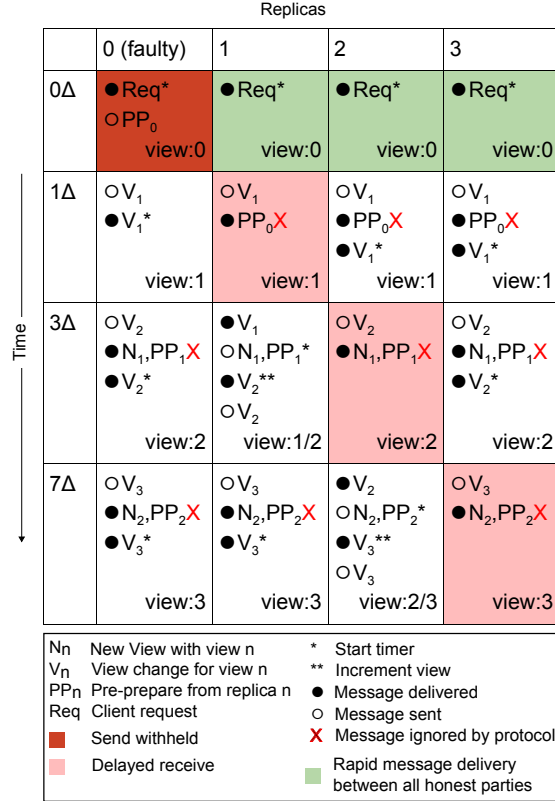 Replicas
0 (faulty) 1 2 3
0Δ
●Req*
○PP₀
view:0
●Req*
view:0
●Req*
view:0
●Req*
view:0
Time
1Δ
○V₁
●V₁*
view:1
○V₁
●PP₀X
view:1
○V₁
●PP₀X
●V₁*
view:1
○V₁
●PP₀X
●V₁*
view:1
3Δ
○V₂
●N₁,PP₁X
●V₂*
view:2
●V₁
○N₁,PP₁*
●V₂**
○V₂
view:1/2
○V₂
●N₁,PP₁X
view:2
○V₂
●N₁,PP₁X
●V₂*
view:2
7Δ
○V₃
●N₂,PP₂X
●V₃*
view:3
○V₃
●N₂,PP₂X
●V₃*
view:3
●V₂
○N₂,PP₂*
●V₃**
○V₃
view:2/3
○V₃
●N₂,PP₂X
view:3
Nn New View with view n
Vn View change for view n
PPn Pre-prepare from replica n
Req Client request
Send withheld
Delayed receive
* Start timer
** Increment view
● Message delivered
○ Message sent
X Message ignored by protocol
Rapid message delivery
between all honest parties